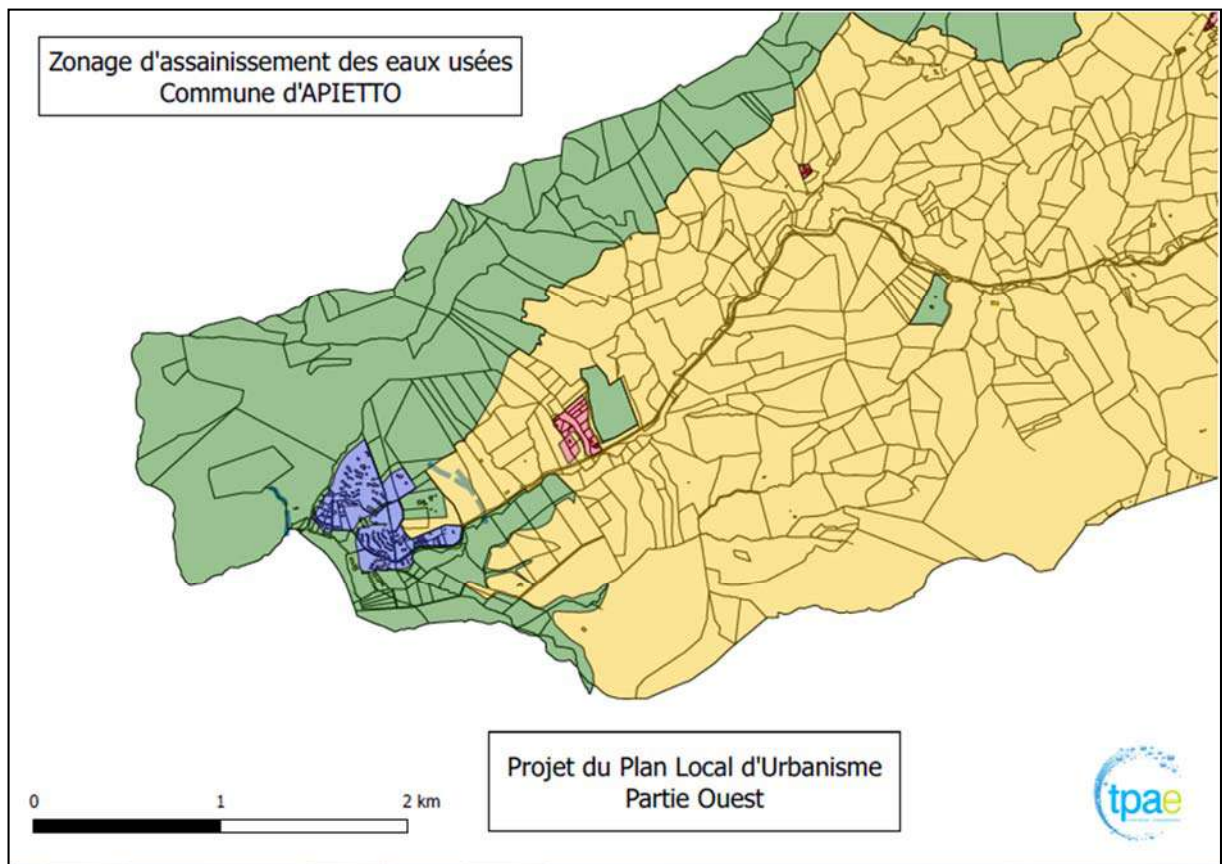 Zonage d'assainissement des eaux usées
Commune d'APIETTO
Projet du Plan Local d'Urbanisme
Partie Ouest
0 1 2 km
tpae